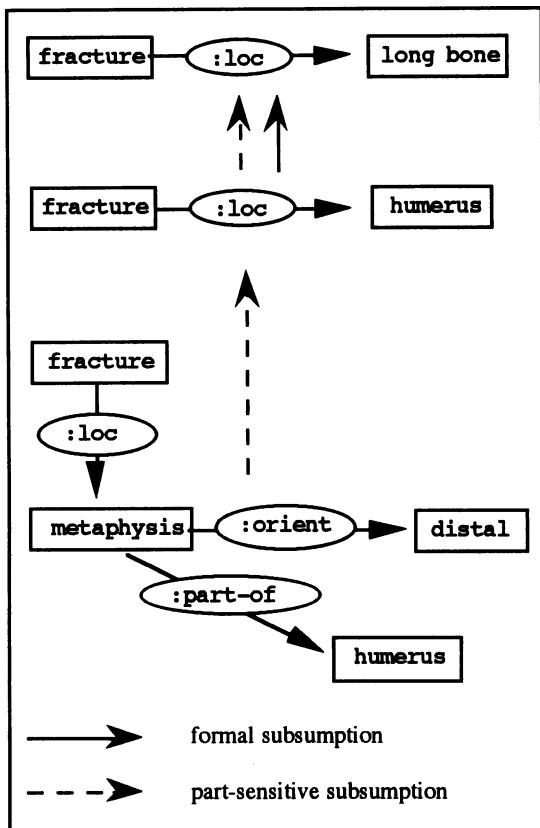 fracture :loc long bone
fracture :loc humerus
fracture
:loc
metaphysis :orient distal
:part-of
humerus
formal subsumption
part-sensitive subsumption